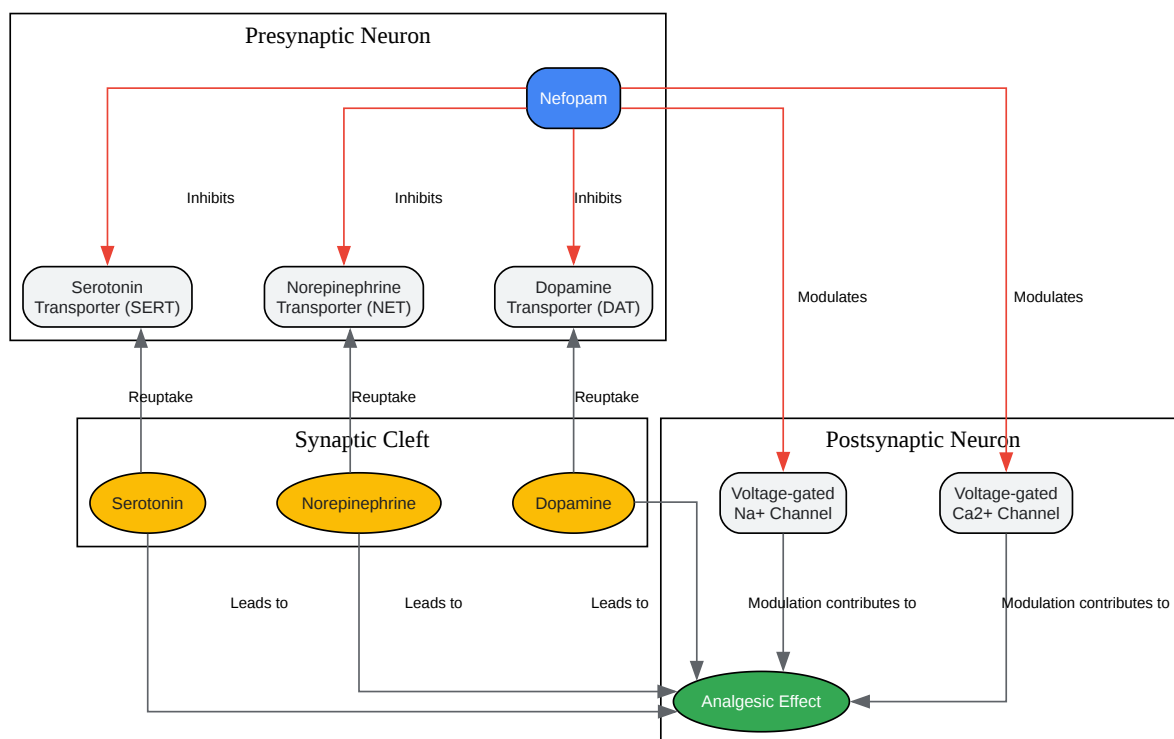 Presynaptic Neuron
Nefopam
Inhibits
Inhibits
Inhibits
Serotonin
Transporter (SERT)
Norepinephrine
Transporter (NET)
Dopamine
Transporter (DAT)
Modulates
Modulates
Reuptake
Reuptake
Reuptake
Synaptic Cleft
Postsynaptic Neuron
Serotonin
Norepinephrine
Dopamine
Voltage-gated
Na+ Channel
Voltage-gated
Ca2+ Channel
Leads to
Leads to
Leads to
Modulation contributes to
Modulation contributes to
Analgesic Effect